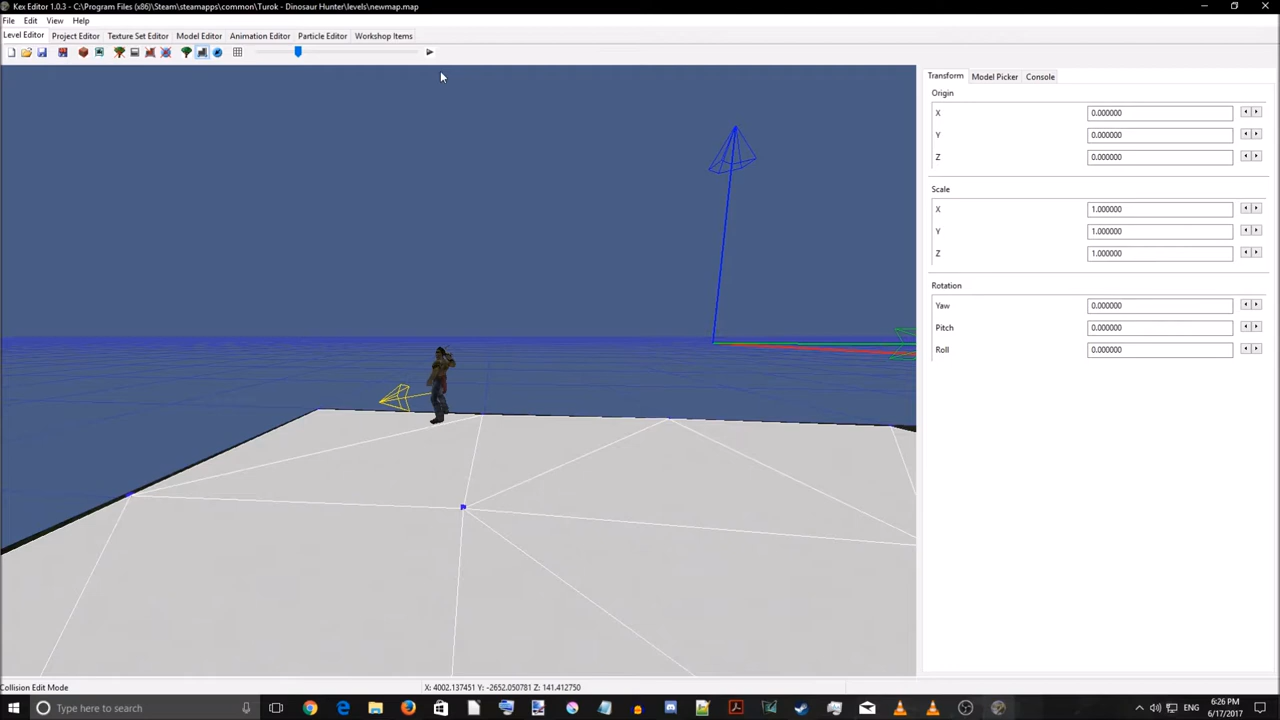 Kex Editor 1.0.3 - C:\Program Files (x86)\Steam\steamapps\common\Turok - Dinosaur Hunter\levels\newmap.map
File Edit View Help
Level Editor Project Editor Texture Set Editor Model Editor Animation Editor Particle Editor Workshop Items
Transform Model Picker Console
Origin
X 0.000000
Y 0.000000
Z 0.000000
Scale
X 1.000000
Y 1.000000
Z 1.000000
Rotation
Yaw 0.000000
Pitch 0.000000
Roll 0.000000
Collision Edit Mode X: 4002.137451 Y: -2652.050781 Z: 141.412750
Type here to search
ENG
6:26 PM
6/17/2017